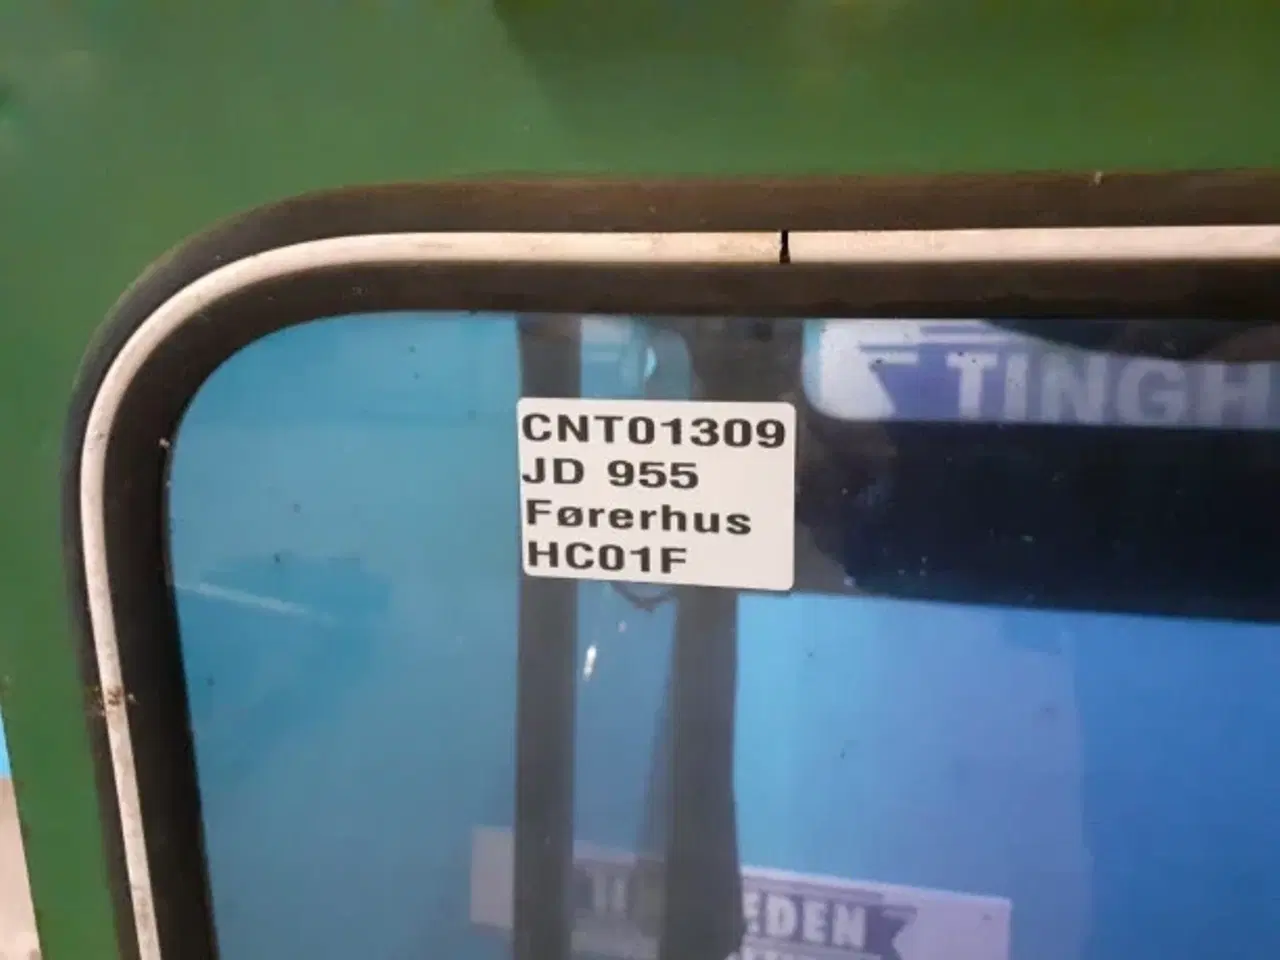 TINGH
CNT01309
JD 955
Førerhus
HC01F
EDEN